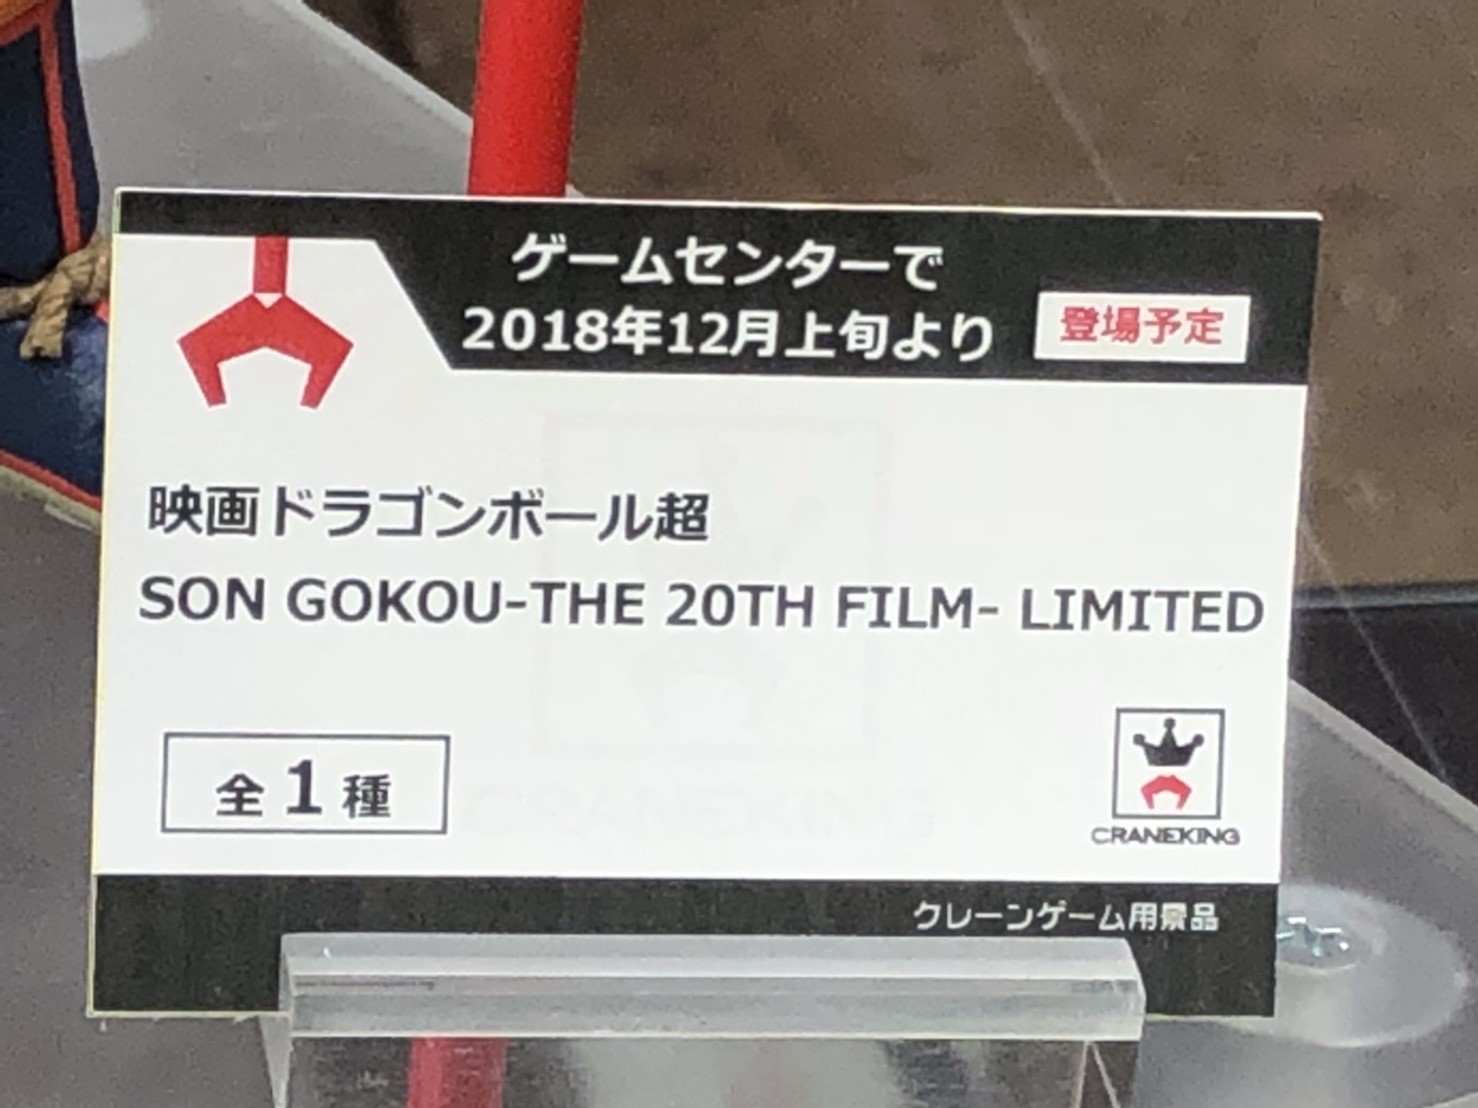 ゲームセンターで
2018年12月上旬より
登場予定
映画ドラゴンボール超
SON GOKOU-THE 20TH FILM- LIMITED
全1種
CRANEKING
クレーンゲーム用景品